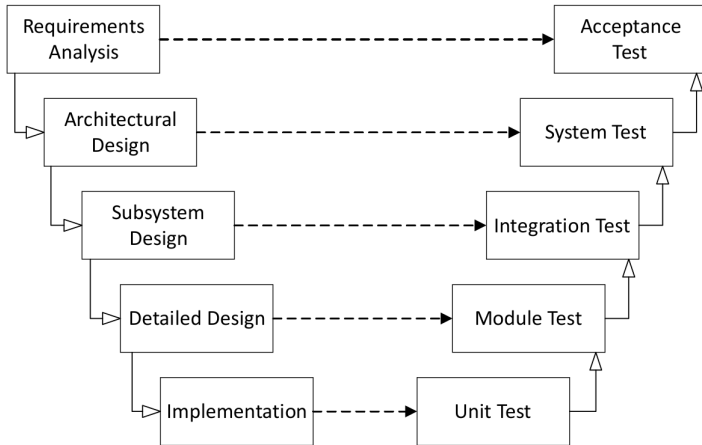 Requirements
Analysis
Acceptance
Test
Architectural
Design
System Test
Subsystem
Design
Integration Test
Detailed Design
Module Test
Implementation
Unit Test